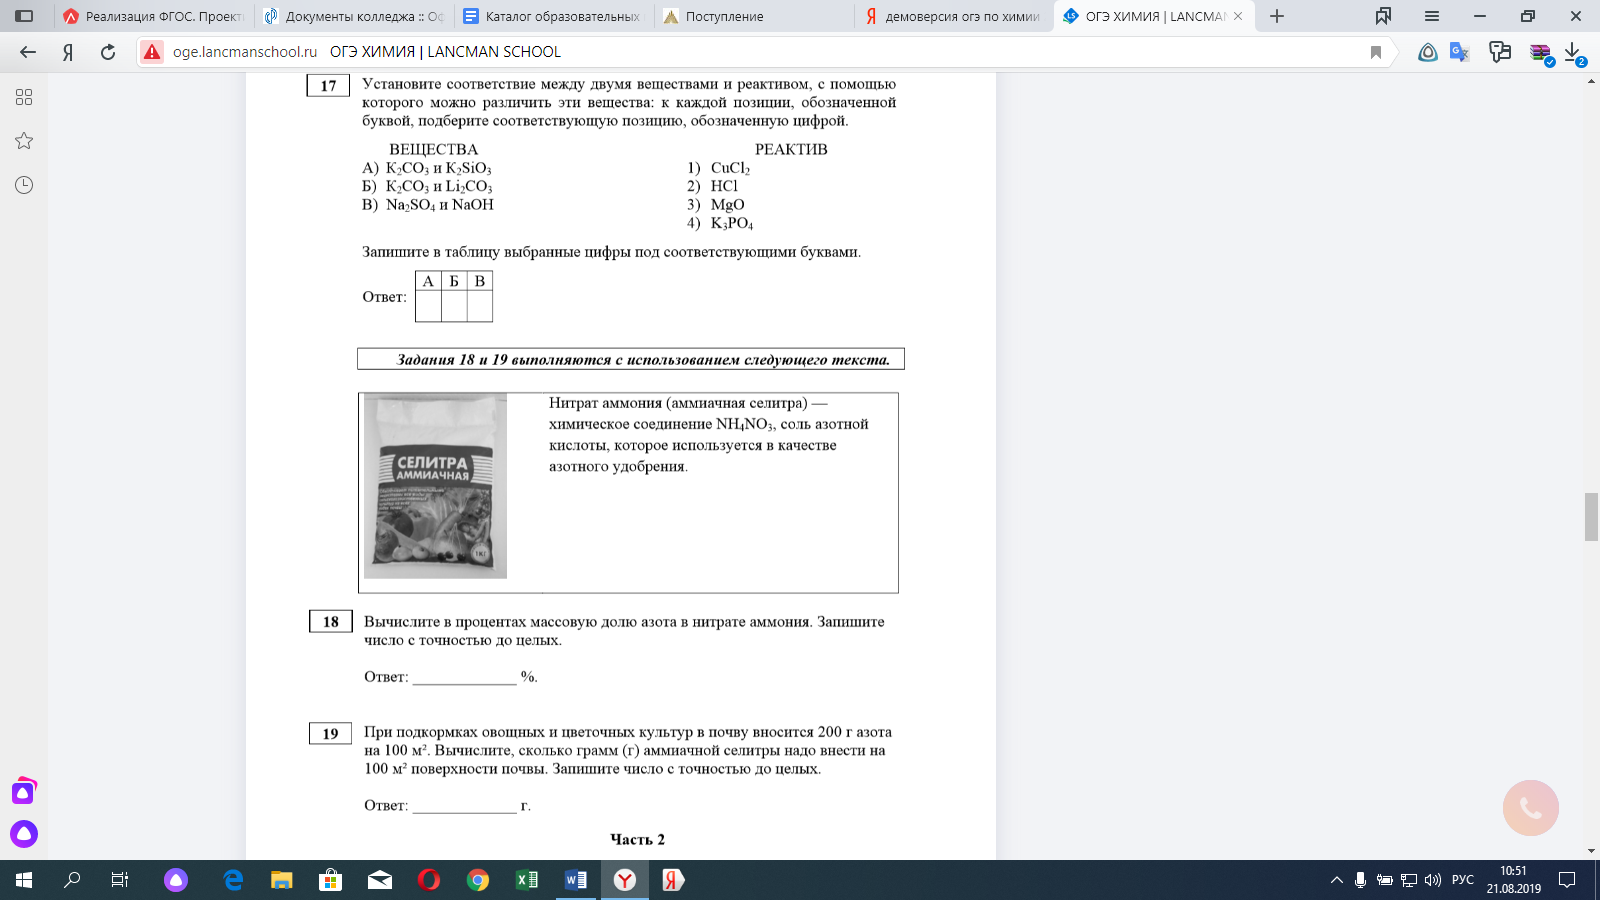 Реализация ФГОС. Проект
Документы колледжа :: Оф
Каталог образовательных
Поступление
демоверсия огэ по химии
ОГЭ ХИМИЯ | LANCMAN
oge.lancmanschool.ru ОГЭ ХИМИЯ | LANCMAN SCHOOL
2
17 Установите соответствие между двумя веществами и реактивом, с помощью
которого можно различить эти вещества: к каждой позиции, обозначенной
буквой, подберите соответствующую позицию, обозначенную цифрой.
ВЕЩЕСТВА РЕАКТИВ
А) K₂CO₃ и K₂SiO₃ 1) CuCl₂
Б) K₂CO₃ и Li₂CO₃ 2) HCl
В) Na₂SO₄ и NaOH 3) MgO
4) K₃PO₄
Запишите в таблицу выбранные цифры под соответствующими буквами.
А Б В
Ответ:
Задания 18 и 19 выполняются с использованием следующего текста.
СЕЛИТРА
АММИАЧНАЯ
1КГ
Нитрат аммония (аммиачная селитра) —
химическое соединение NH₄NO₃, соль азотной
кислоты, которое используется в качестве
азотного удобрения.
18 Вычислите в процентах массовую долю азота в нитрате аммония. Запишите
число с точностью до целых.
Ответ: ______________ %.
19 При подкормках овощных и цветочных культур в почву вносится 200 г азота
на 100 м². Вычислите, сколько грамм (г) аммиачной селитры надо внести на
100 м² поверхности почвы. Запишите число с точностью до целых.
Ответ: ______________ г.
Часть 2
РУС
10:51
21.08.2019